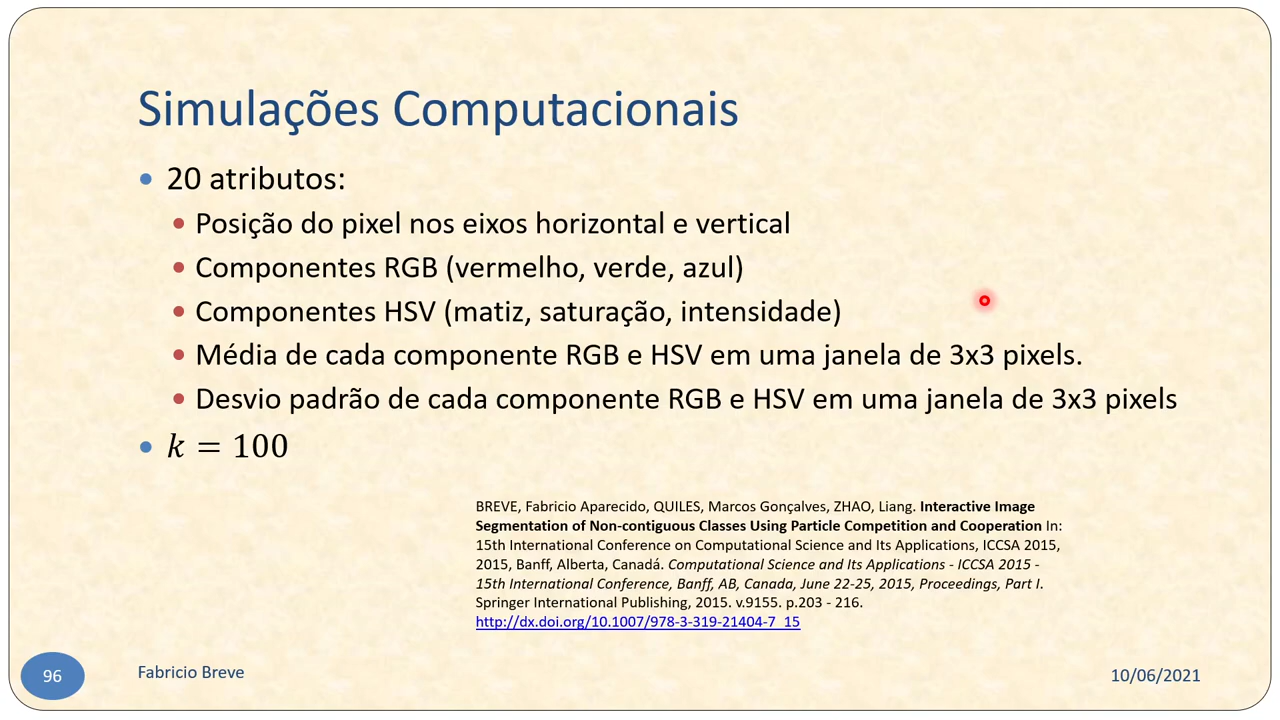 Simulações Computacionais
20 atributos:
Posição do pixel nos eixos horizontal e vertical
Componentes RGB (vermelho, verde, azul)
Componentes HSV (matiz, saturação, intensidade)
Média de cada componente RGB e HSV em uma janela de 3x3 pixels.
Desvio padrão de cada componente RGB e HSV em uma janela de 3x3 pixels
k = 100
BREVE, Fabricio Aparecido, QUILES, Marcos Gonçalves, ZHAO, Liang. Interactive Image
Segmentation of Non-contiguous Classes Using Particle Competition and Cooperation In:
15th International Conference on Computational Science and Its Applications, ICCSA 2015,
2015, Banff, Alberta, Canadá. Computational Science and Its Applications - ICCSA 2015 -
15th International Conference, Banff, AB, Canada, June 22-25, 2015, Proceedings, Part I.
Springer International Publishing, 2015. v.9155. p.203 - 216.
http://dx.doi.org/10.1007/978-3-319-21404-7_15
96
Fabricio Breve
10/06/2021